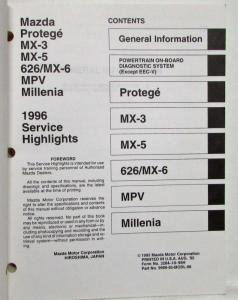 Mazda
Protegé
MX-3
MX-5
626/MX-6
MPV
Millenia
1996
Service
Highlights
FOREWORD
This Service Highlights is intended for use
by service training personnel of Authorized
Mazda Dealers.
All the contents of this manual, including
drawings and specifications, are the latest
available at the time of printing.
Mazda Motor Corporation reserves the
right to alter the specifications and contents
of this manual without obligation or advance
notice.
All rights reserved. No part of this book
may be reproduced or used in any form or by
any means, electronic or mechanical—in-
cluding photocopying and recording and the
use of any kind of information storage and re-
trieval system—without permission in writ-
ing.
Mazda Motor Corporation
HIROSHIMA, JAPAN
CONTENTS
General Information
POWERTRAIN ON-BOARD
DIAGNOSTIC SYSTEM
(Except EEC-V)
Protegé
MX-3
MX-5
626/MX-6
MPV
Millenia
© 1995 Mazda Motor Corporation
PRINTED IN U.S.A., AUG. '95